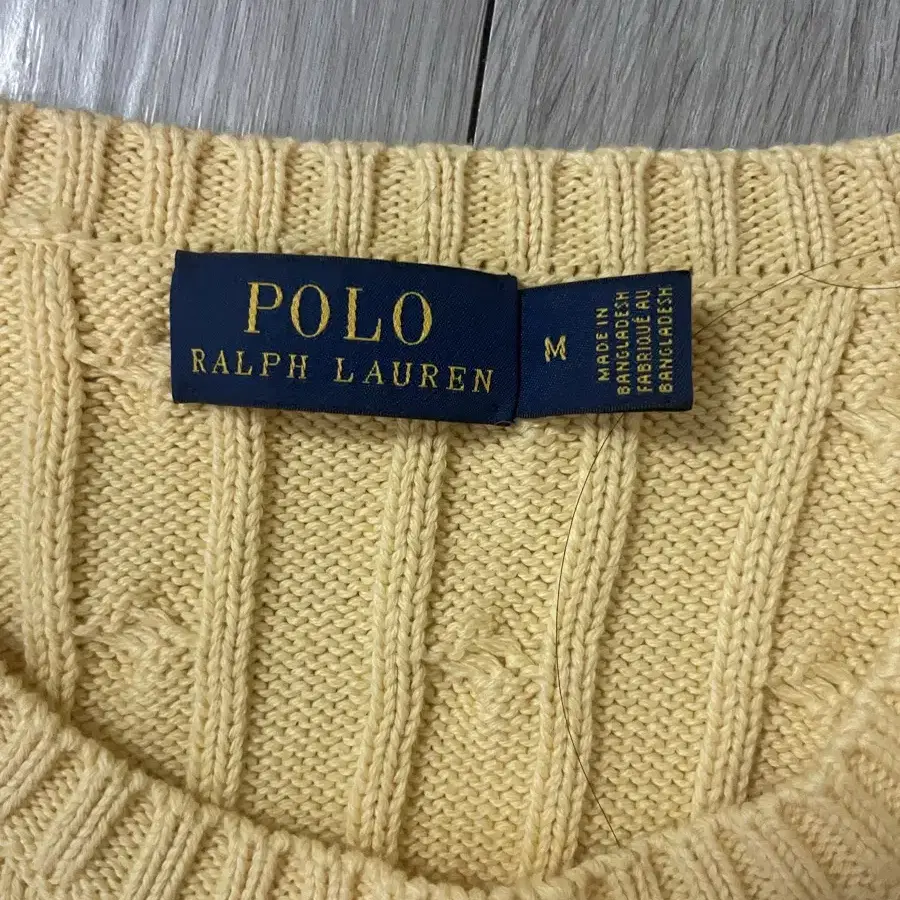 POLO
RALPH LAUREN
M
MADE IN
BANGLADESH
FABRIQUÉ AU
BANGLADESH